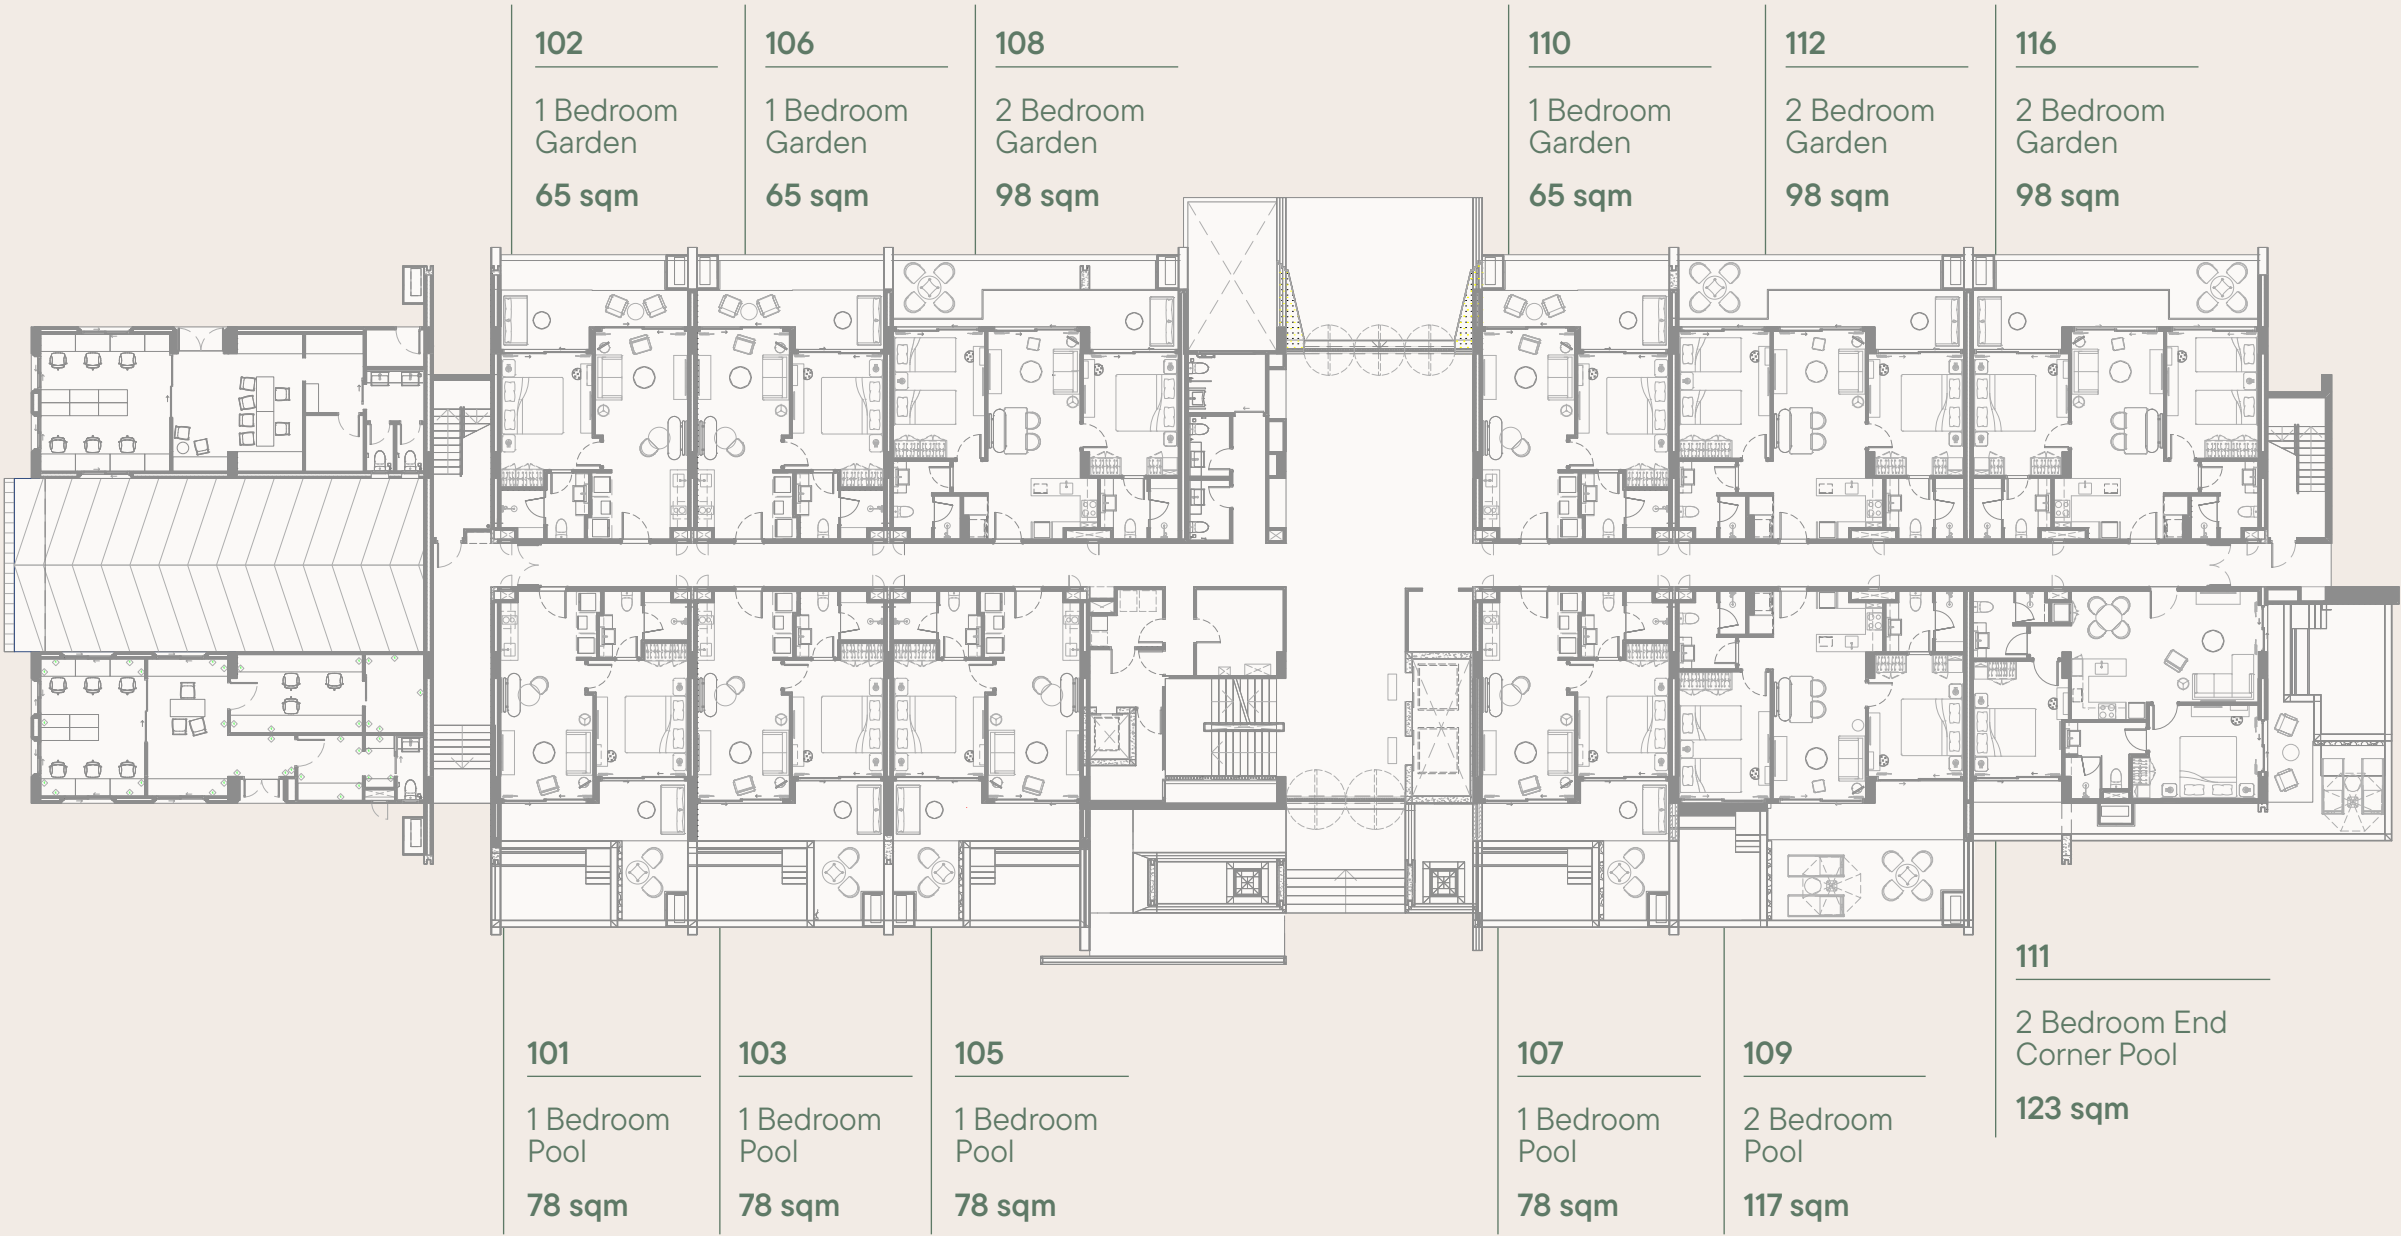 102
1 Bedroom
Garden
65 sqm
106
1 Bedroom
Garden
65 sqm
108
2 Bedroom
Garden
98 sqm
110
1 Bedroom
Garden
65 sqm
112
2 Bedroom
Garden
98 sqm
116
2 Bedroom
Garden
98 sqm
101
1 Bedroom
Pool
78 sqm
103
1 Bedroom
Pool
78 sqm
105
1 Bedroom
Pool
78 sqm
107
1 Bedroom
Pool
78 sqm
109
2 Bedroom
Pool
117 sqm
111
2 Bedroom End
Corner Pool
123 sqm